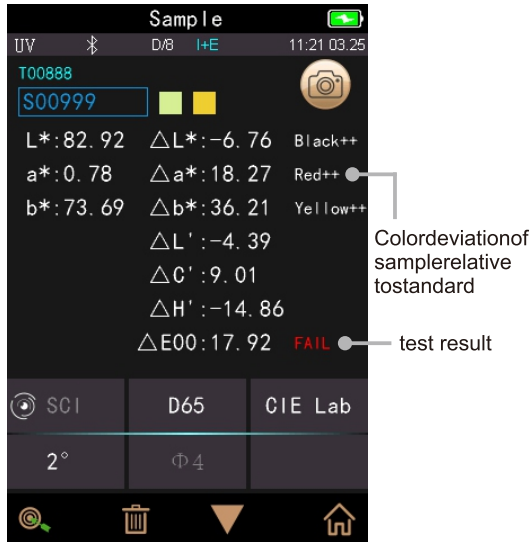 Sample
UV D/8 I+E 11:21 03.25
T00888
S00999
L*:82.92 △L*:-6.76 Black++
a*:0.78 △a*:18.27 Red++
b*:73.69 △b*:36.21 Yellow++
△L':-4.39
△C':9.01
△H':-14.86
△E00:17.92 FAIL
Colordeviationof
samplerelative
tostandard
test result
SCI D65 CIE Lab
2° Φ4